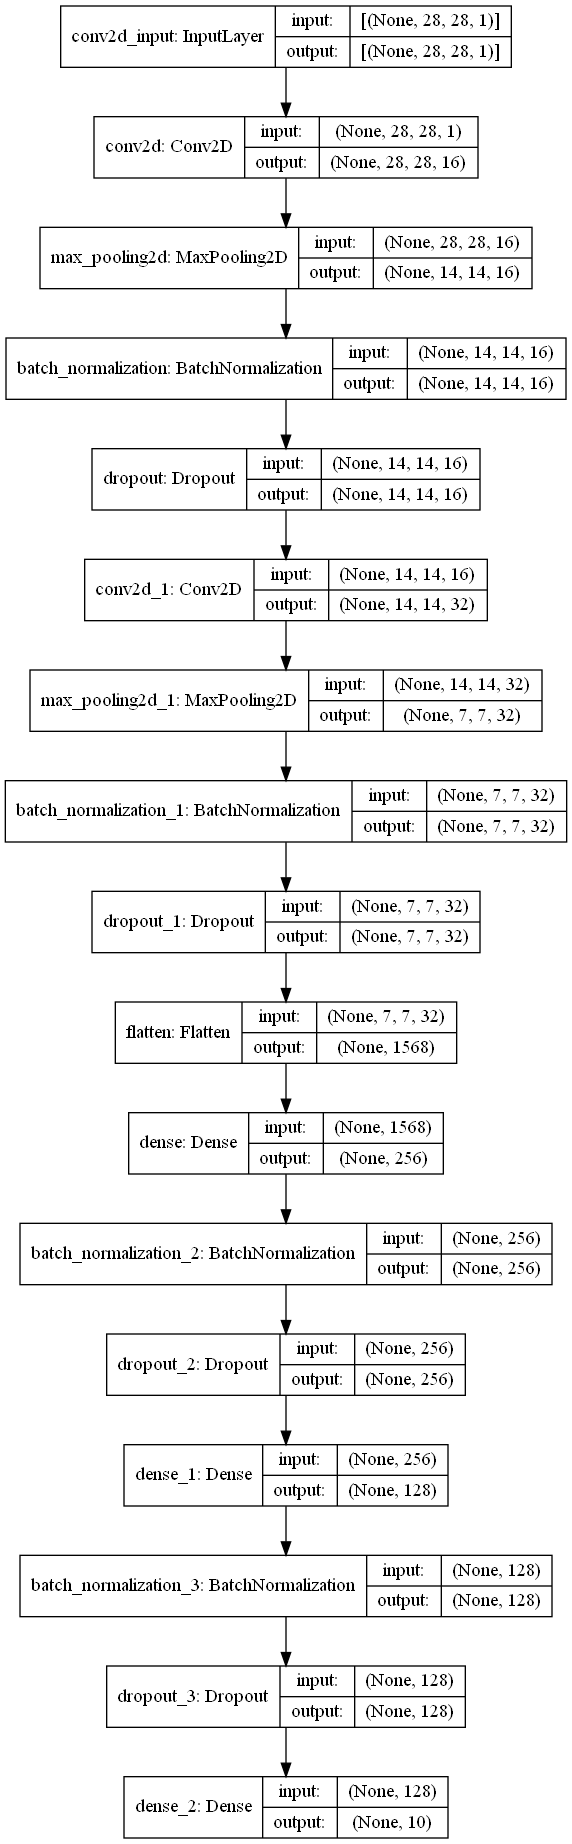 conv2d_input: InputLayer input: [(None, 28, 28, 1)]
output: [(None, 28, 28, 1)]
conv2d: Conv2D input: (None, 28, 28, 1)
output: (None, 28, 28, 16)
max_pooling2d: MaxPooling2D input: (None, 28, 28, 16)
output: (None, 14, 14, 16)
batch_normalization: BatchNormalization input: (None, 14, 14, 16)
output: (None, 14, 14, 16)
dropout: Dropout input: (None, 14, 14, 16)
output: (None, 14, 14, 16)
conv2d_1: Conv2D input: (None, 14, 14, 16)
output: (None, 14, 14, 32)
max_pooling2d_1: MaxPooling2D input: (None, 14, 14, 32)
output: (None, 7, 7, 32)
batch_normalization_1: BatchNormalization input: (None, 7, 7, 32)
output: (None, 7, 7, 32)
dropout_1: Dropout input: (None, 7, 7, 32)
output: (None, 7, 7, 32)
flatten: Flatten input: (None, 7, 7, 32)
output: (None, 1568)
dense: Dense input: (None, 1568)
output: (None, 256)
batch_normalization_2: BatchNormalization input: (None, 256)
output: (None, 256)
dropout_2: Dropout input: (None, 256)
output: (None, 256)
dense_1: Dense input: (None, 256)
output: (None, 128)
batch_normalization_3: BatchNormalization input: (None, 128)
output: (None, 128)
dropout_3: Dropout input: (None, 128)
output: (None, 128)
dense_2: Dense input: (None, 128)
output: (None, 10)